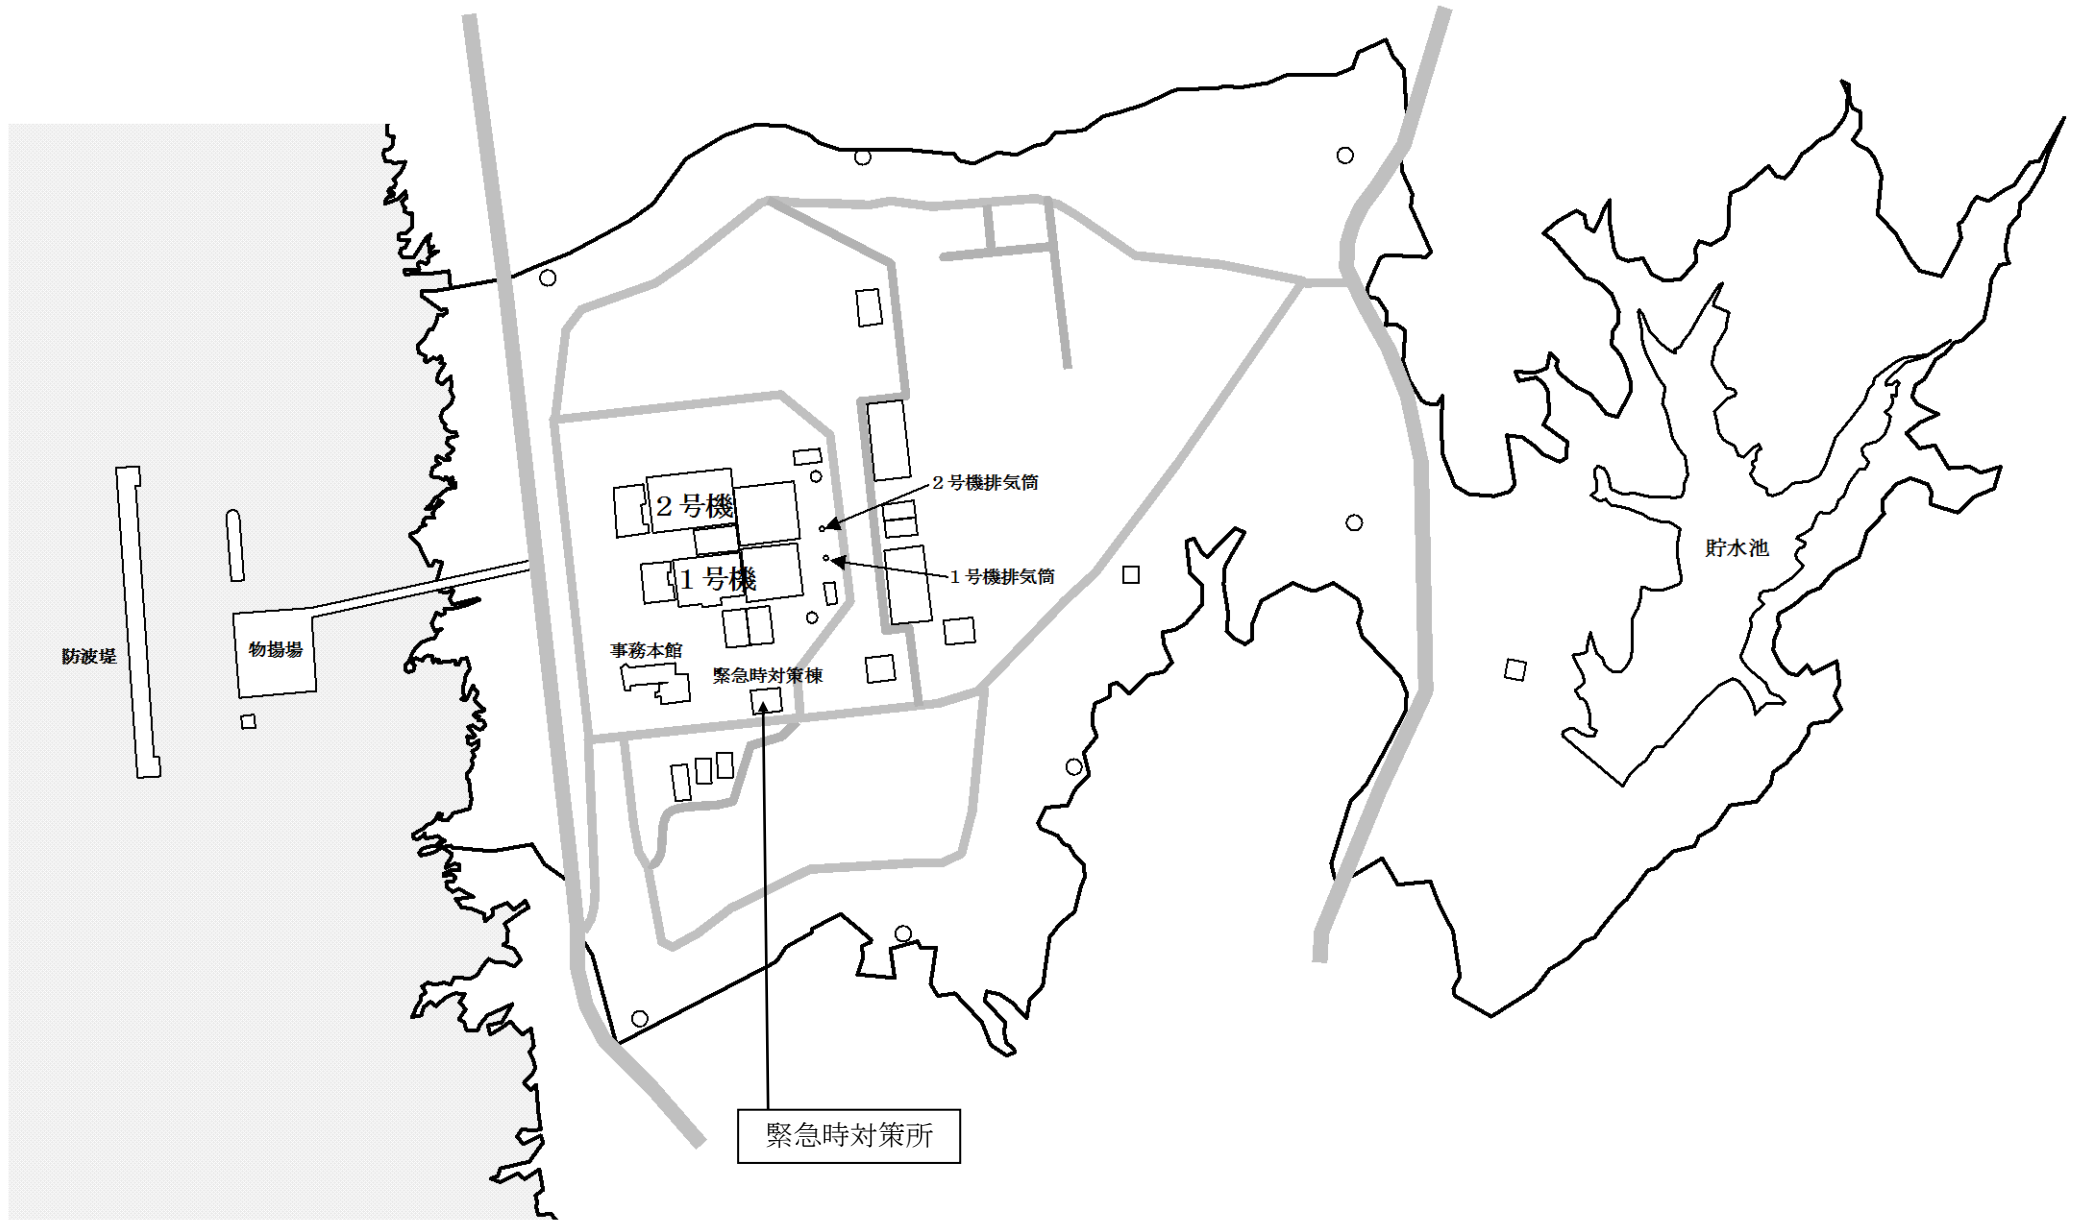 ２号機排気筒
２号機
貯水池
１号機
１号機排気筒
防波堤
物揚場
事務本館
緊急時対策棟
緊急時対策所